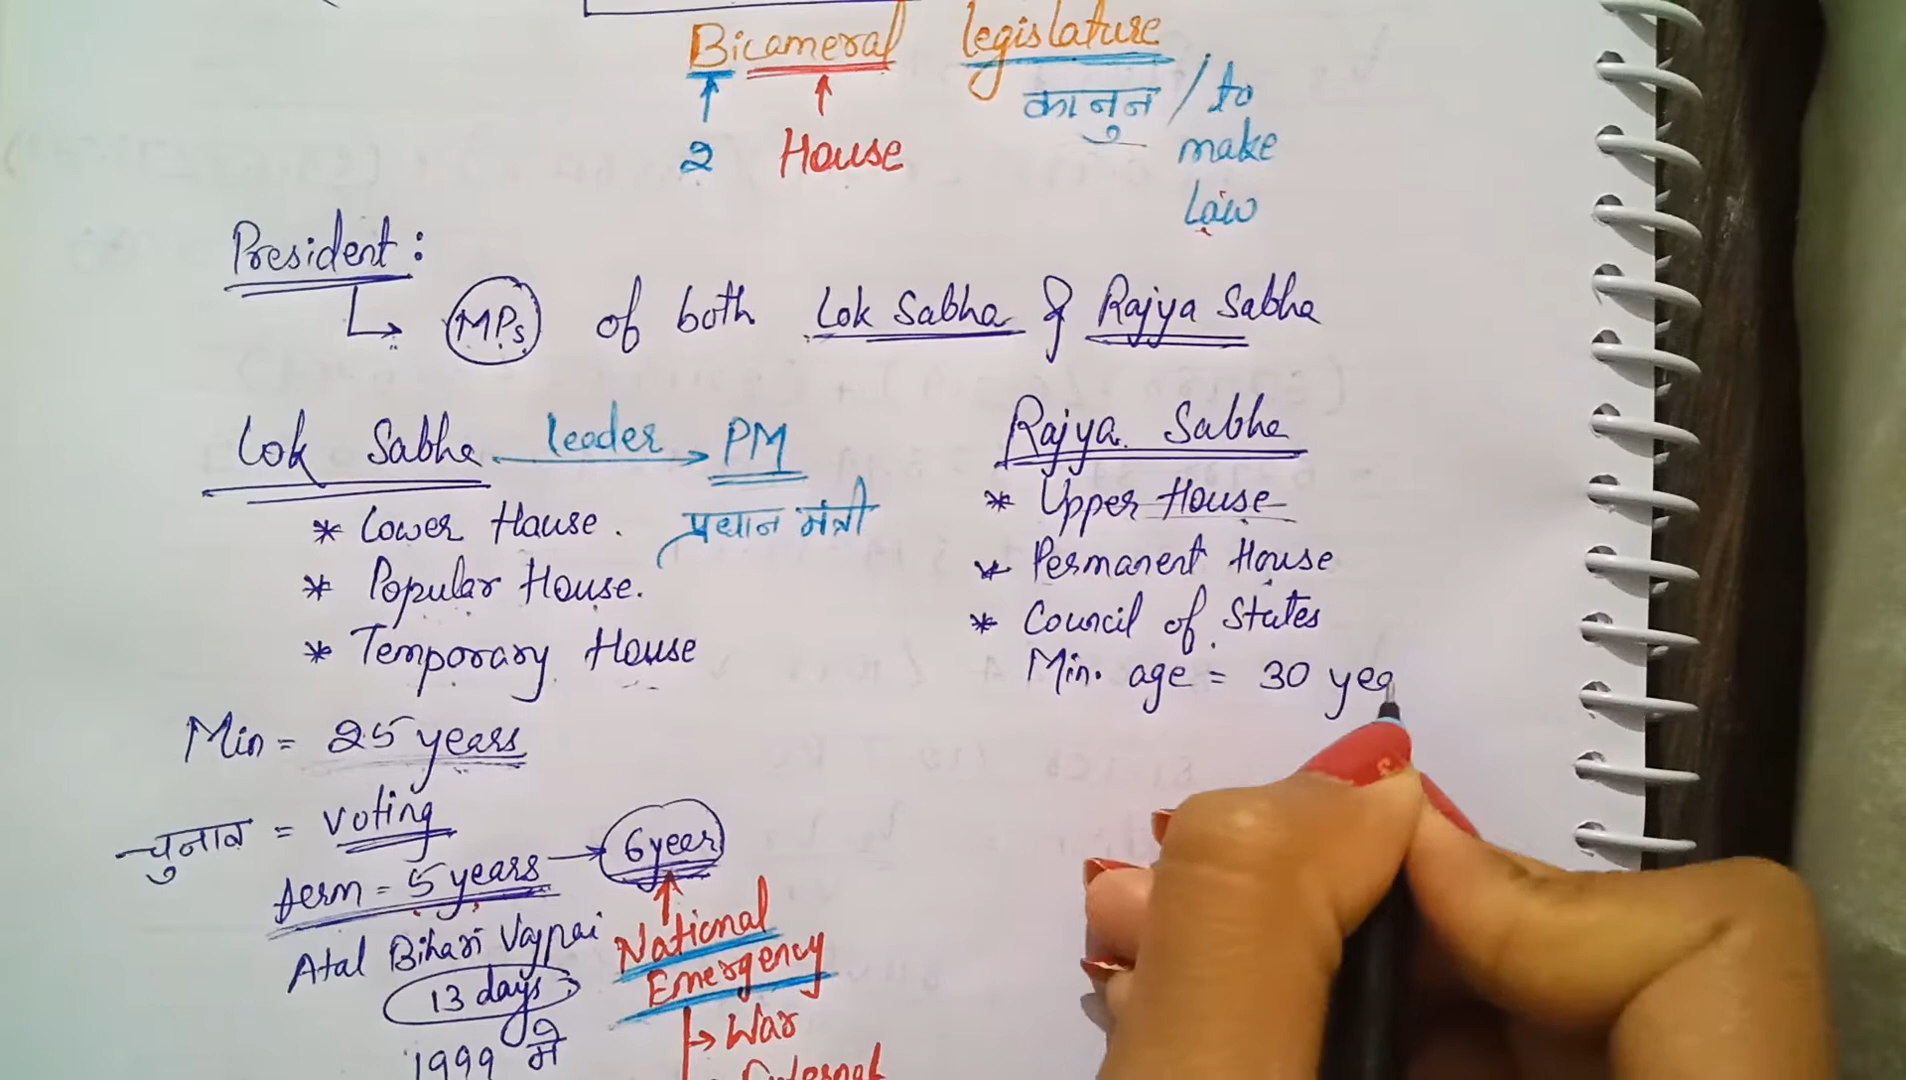 Bicameral legislature
2 House कानुन / to make law
President :
MPs of both Lok Sabha & Rajya Sabha
Lok Sabha leader PM
प्रधान मंत्री
* Lower House.
* Popular House.
* Temporary House
Min = 25 years
चुनाव = voting
term = 5 years → 6 year
Atal Bihari Vajpai
13 days
1999 मे
National Emergency
→ War
External
Rajya Sabha
* Upper House
* Permanent House
* Council of States
Min. age = 30 yea